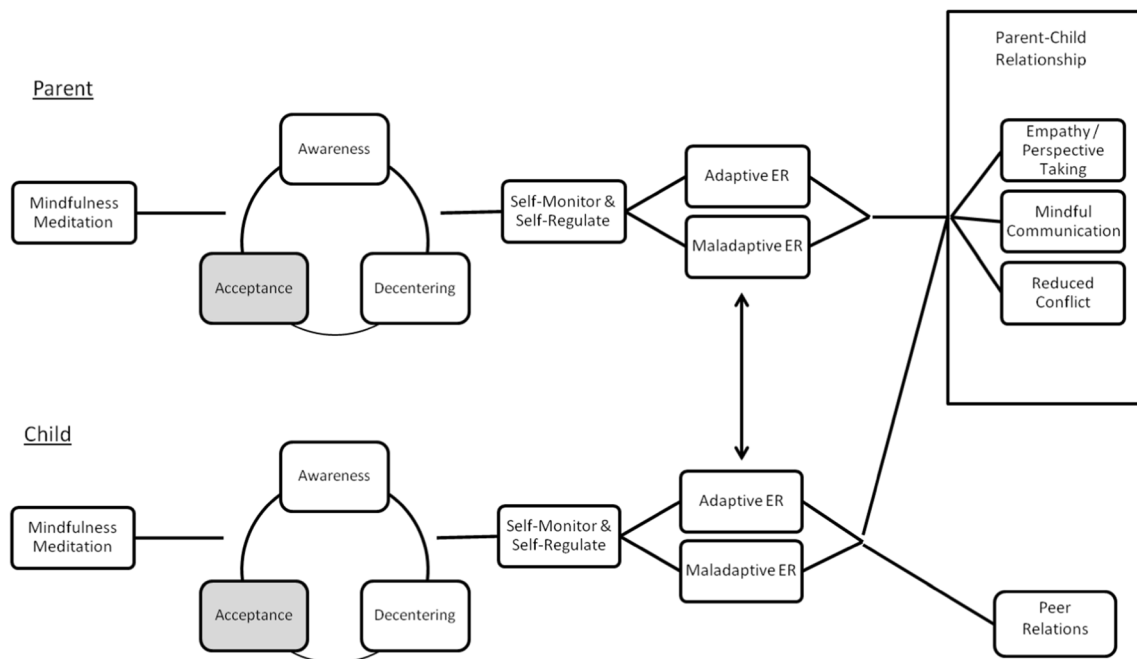 Parent-Child
Relationship
Parent
Awareness
Mindfulness
Meditation
Acceptance
Decentering
Self-Monitor &
Self-Regulate
Adaptive ER
Maladaptive ER
Empathy /
Perspective
Taking
Mindful
Communication
Reduced
Conflict
Child
Awareness
Mindfulness
Meditation
Acceptance
Decentering
Self-Monitor &
Self-Regulate
Adaptive ER
Maladaptive ER
Peer
Relations